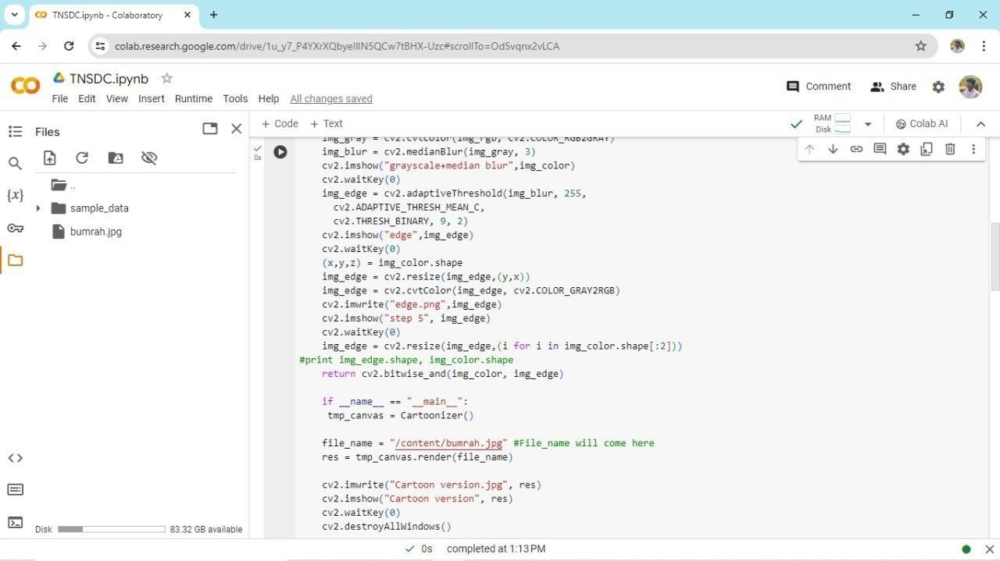 TNSDC.ipynb - Colaboratory
colab.research.google.com/drive/1u_y7_P4YXrXQbyeIIIN5QCw7tBHX-Uzc#scrollTo=Od5vqnx2vLCA
TNSDC.ipynb
Comment
Share
File Edit View Insert Runtime Tools Help All changes saved
Files
+ Code + Text
RAM
Disk
Colab AI
0s
..
sample_data
bumrah.jpg
img_gray = cv2.cvtColor(img_rgb, cv2.COLOR_RGB2GRAY)
img_blur = cv2.medianBlur(img_gray, 3)
cv2.imshow("grayscale+median blur",img_color)
cv2.waitKey(0)
img_edge = cv2.adaptiveThreshold(img_blur, 255,
cv2.ADAPTIVE_THRESH_MEAN_C,
cv2.THRESH_BINARY, 9, 2)
cv2.imshow("edge",img_edge)
cv2.waitKey(0)
(x,y,z) = img_color.shape
img_edge = cv2.resize(img_edge,(y,x))
img_edge = cv2.cvtColor(img_edge, cv2.COLOR_GRAY2RGB)
cv2.imwrite("edge.png",img_edge)
cv2.imshow("step 5", img_edge)
cv2.waitKey(0)
img_edge = cv2.resize(img_edge,(i for i in img_color.shape[:2]))
#print img_edge.shape, img_color.shape
return cv2.bitwise_and(img_color, img_edge)
if __name__ == "__main__":
tmp_canvas = Cartoonizer()
file_name = "/content/bumrah.jpg" #File_name will come here
res = tmp_canvas.render(file_name)
cv2.imwrite("Cartoon version.jpg", res)
cv2.imshow("Cartoon version", res)
cv2.waitKey(0)
cv2.destroyAllWindows()
Disk 83.32 GB available
0s completed at 1:13 PM